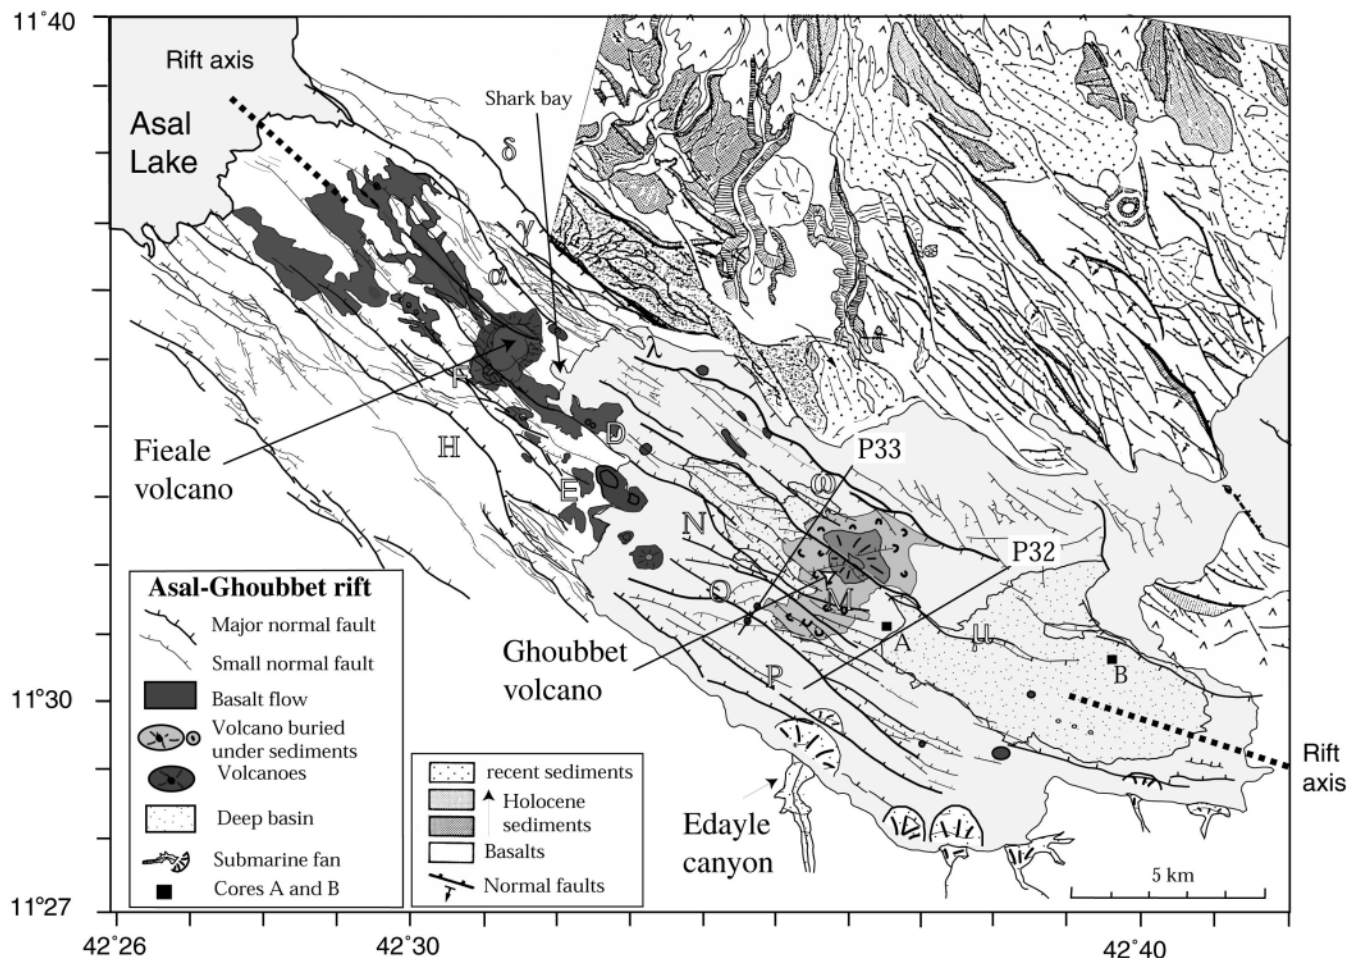 11°40
Rift axis
Asal
Lake
Shark bay
δ
γ
α
λ
F
H
D
E
Fieale
volcano
P33
ω
N
P32
O
M
A
μ
B
P
Ghoubbet
volcano
Asal-Ghoubbet rift
Major normal fault
Small normal fault
Basalt flow
Volcano buried
under sediments
Volcanoes
Deep basin
Submarine fan
Cores A and B
recent sediments
Holocene
sediments
Basalts
Normal faults
Edayle
canyon
Rift
axis
5 km
11°30
11°27
42°26
42°30
42°40